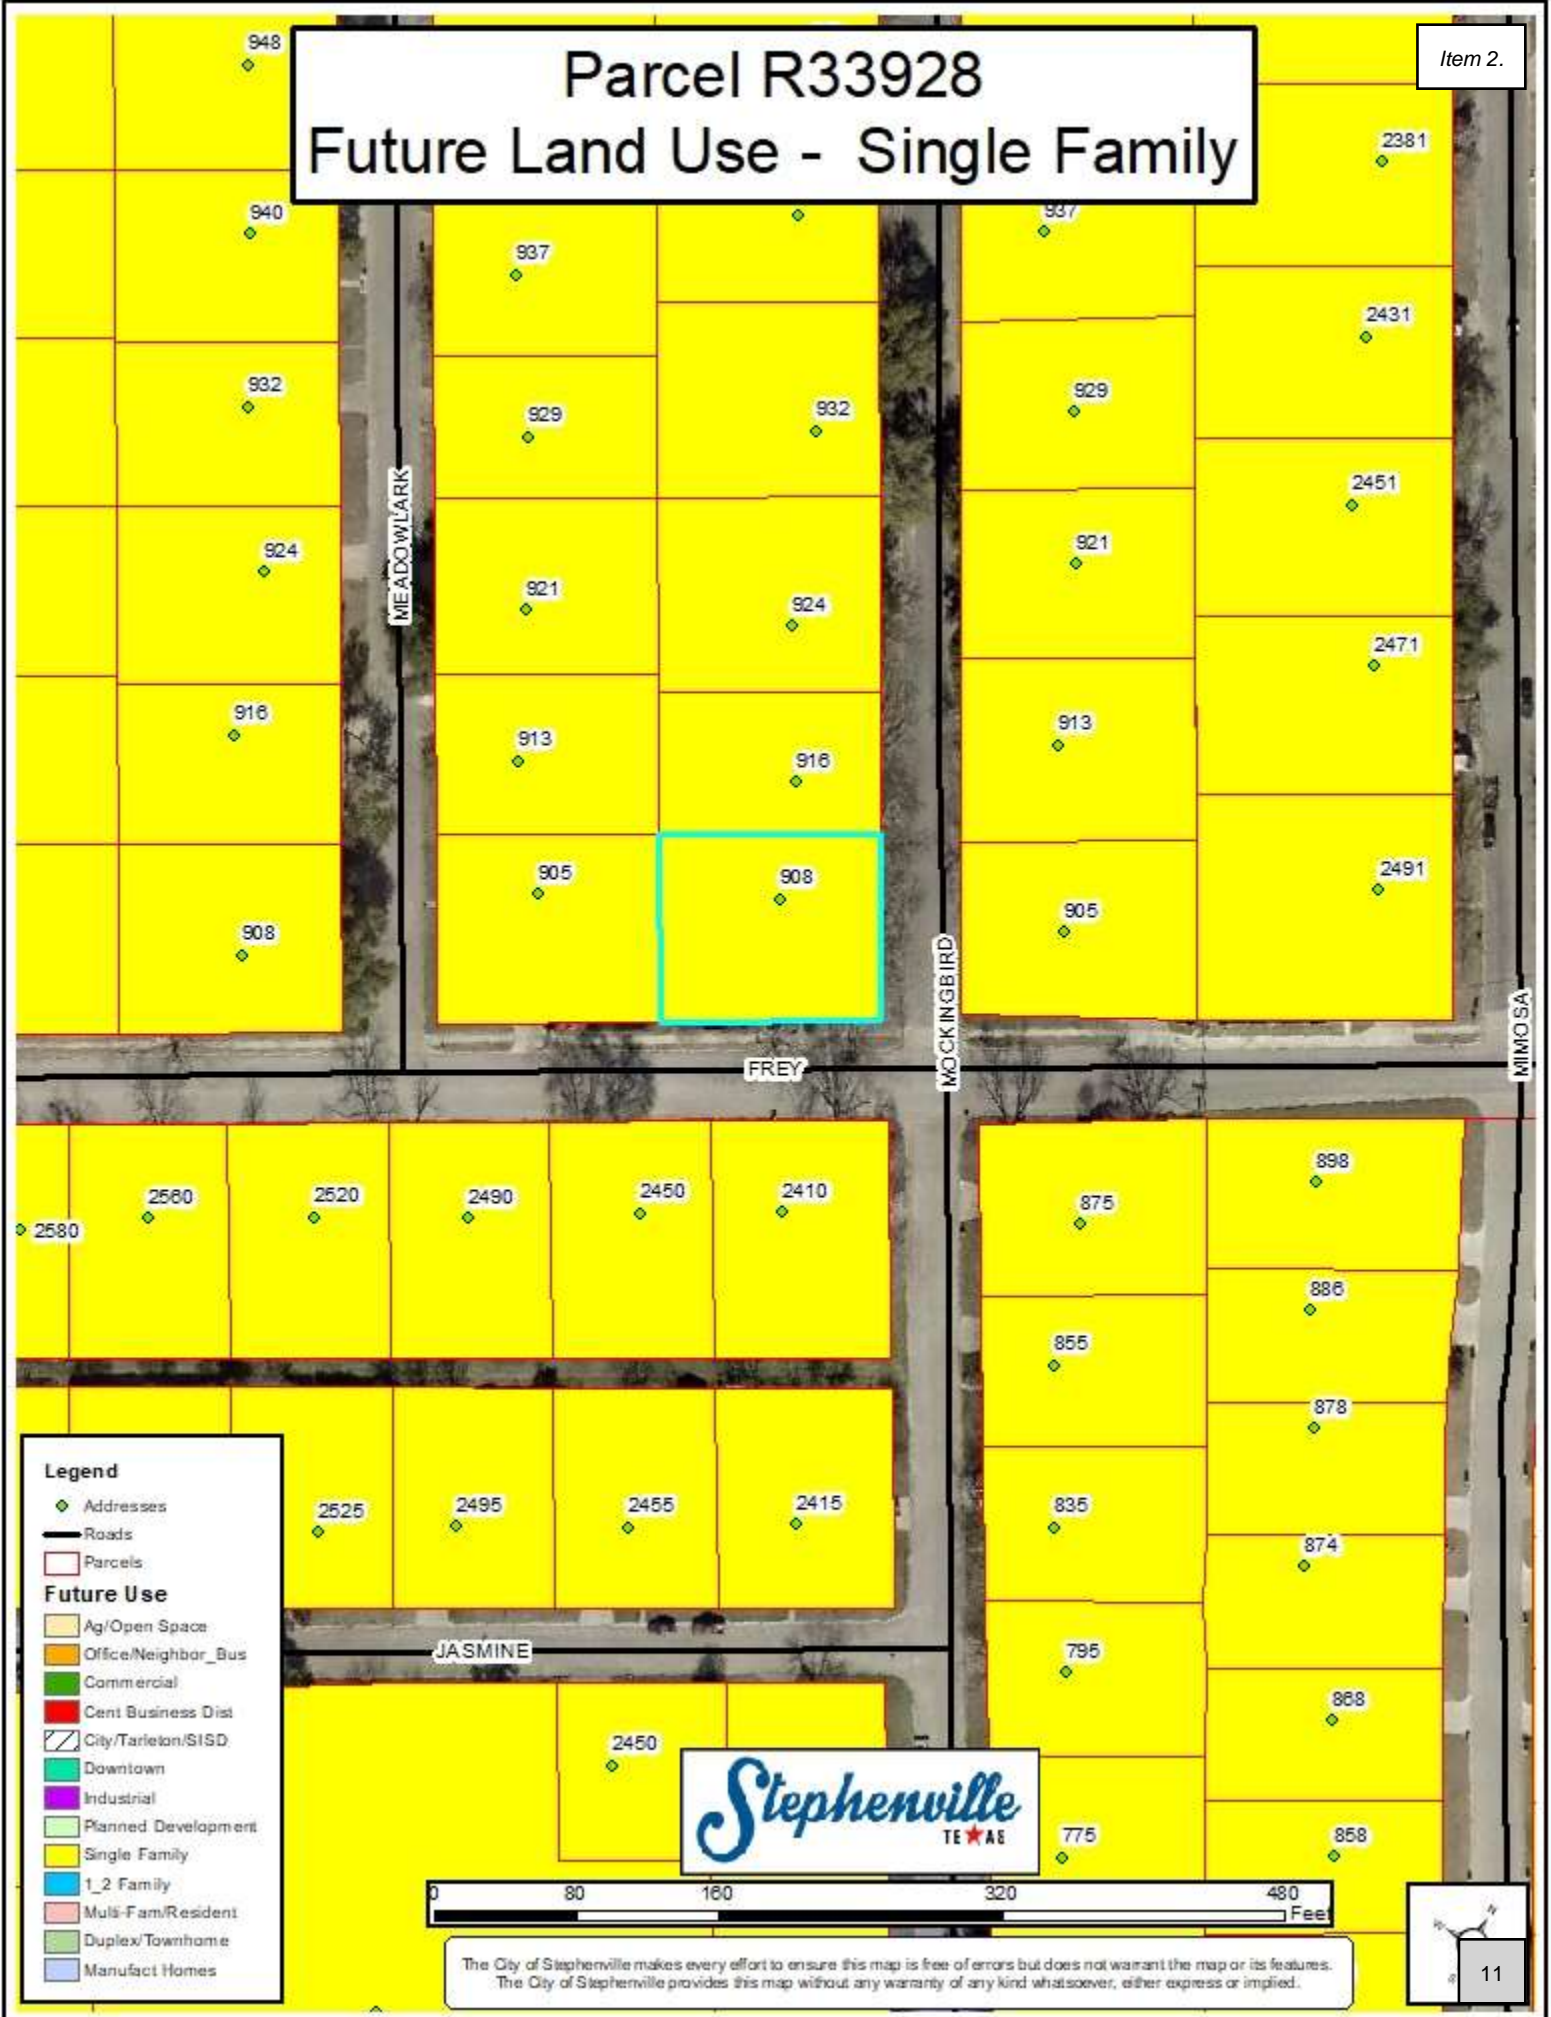 Item 2.
Parcel R33928
Future Land Use - Single Family
948
940
937
937
2381
2431
932
929
932
929
2451
MEADOWLARK
924
921
924
921
2471
916
913
916
913
905
908
905
2491
908
MOCKINGBIRD
MIMOSA
FREY
2580
2560
2520
2490
2450
2410
875
898
886
855
878
2525
2495
2455
2415
835
874
JASMINE
795
868
2450
775
858
Legend
Addresses
Roads
Parcels
Future Use
Ag/Open Space
Office/Neighbor_Bus
Commercial
Cent Business Dist
City/Tarleton/SISD
Downtown
Industrial
Planned Development
Single Family
1_2 Family
Multi-Fam/Resident
Duplex/Townhome
Manufact Homes
Stephenville
TEXAS
0 80 160 320 480
Feet
The City of Stephenville makes every effort to ensure this map is free of errors but does not warrant the map or its features.
The City of Stephenville provides this map without any warranty of any kind whatsoever, either express or implied.
N
W
S
11